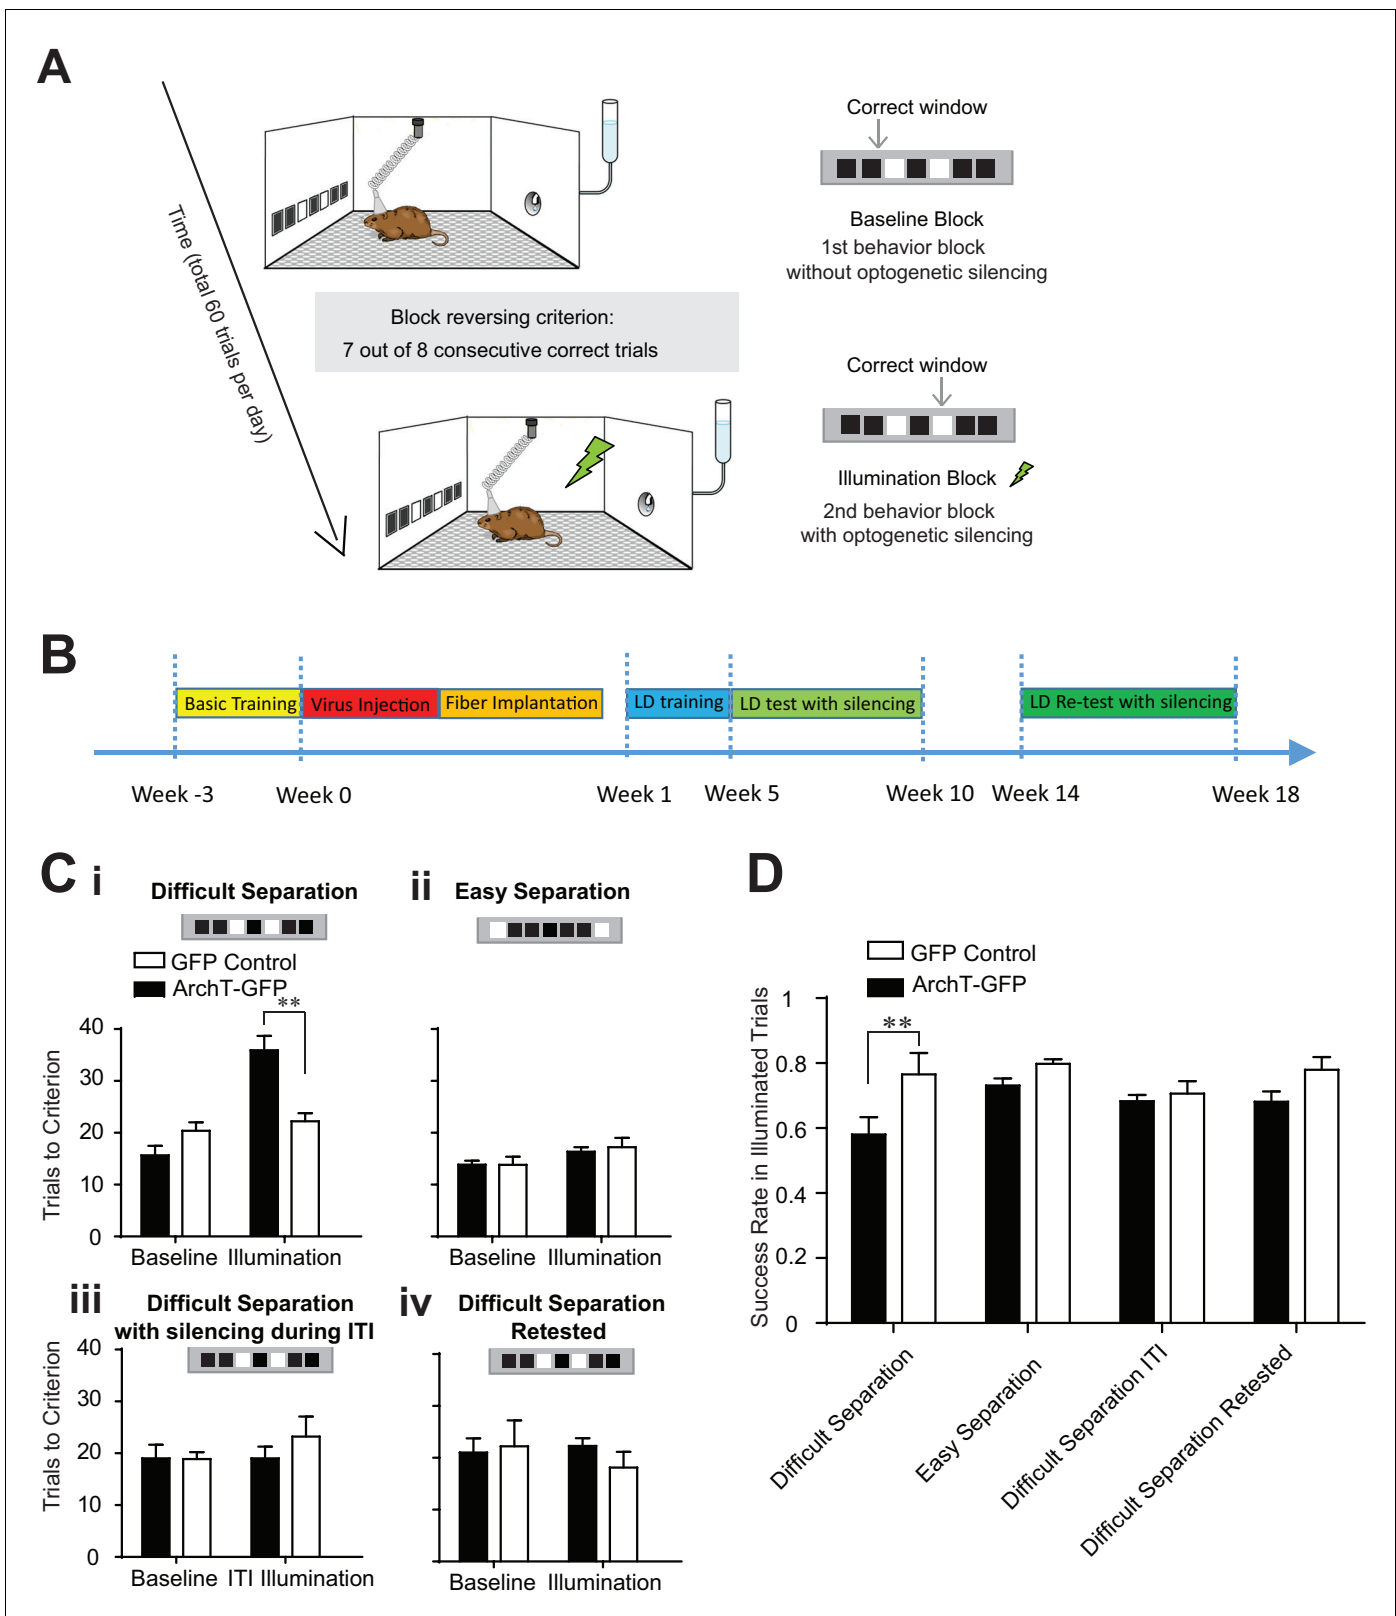 A
Time (total 60 trials per day)
Correct window
Baseline Block
1st behavior block
without optogenetic silencing
Block reversing criterion:
7 out of 8 consecutive correct trials
Correct window
Illumination Block
2nd behavior block
with optogenetic silencing
B
Basic Training
Virus Injection
Fiber Implantation
LD training
LD test with silencing
LD Re-test with silencing
Week -3
Week 0
Week 1
Week 5
Week 10
Week 14
Week 18
C
i
Difficult Separation
GFP Control
ArchT-GFP
**
Trials to Criterion
40
30
20
10
0
Baseline
Illumination
ii
Easy Separation
Baseline
Illumination
iii
Difficult Separation
with silencing during ITI
Trials to Criterion
40
30
20
10
0
Baseline
ITI Illumination
iv
Difficult Separation
Retested
Baseline
Illumination
D
GFP Control
ArchT-GFP
**
Success Rate in Illuminated Trials
1
0.8
0.6
0.4
0.2
0
Difficult Separation
Easy Separation
Difficult Separation ITI
Difficult Separation Retested